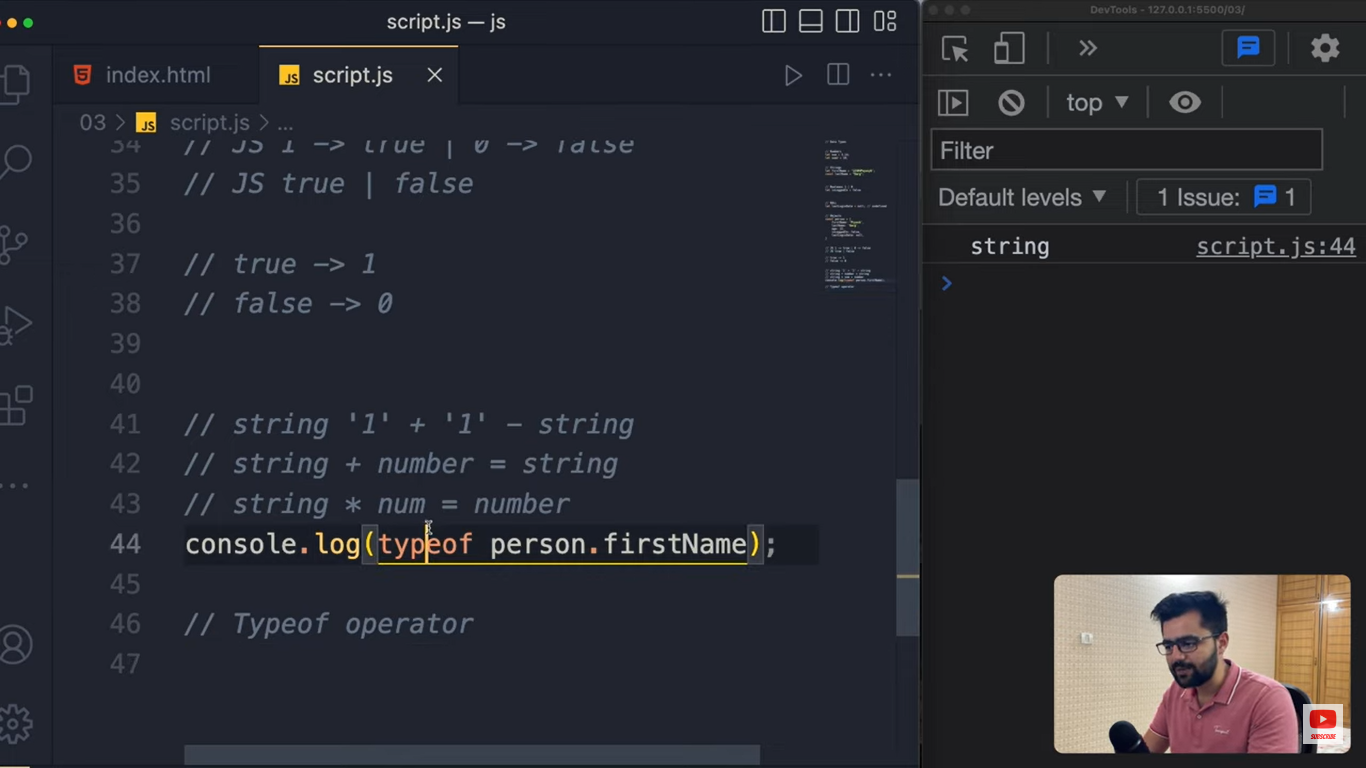 script.js — js
index.html
JS script.js
03 > JS script.js > ...
34 // JS 1 -> true | 0 -> false
35 // JS true | false
36
37 // true -> 1
38 // false -> 0
39
40
41 // string '1' + '1' - string
42 // string + number = string
43 // string * num = number
44 console.log(typeof person.firstName);
45
46 // Typeof operator
47
DevTools - 127.0.0.1:5500/03/
top
Filter
Default levels
1 Issue: 1
string script.js:44
SUBSCRIBE